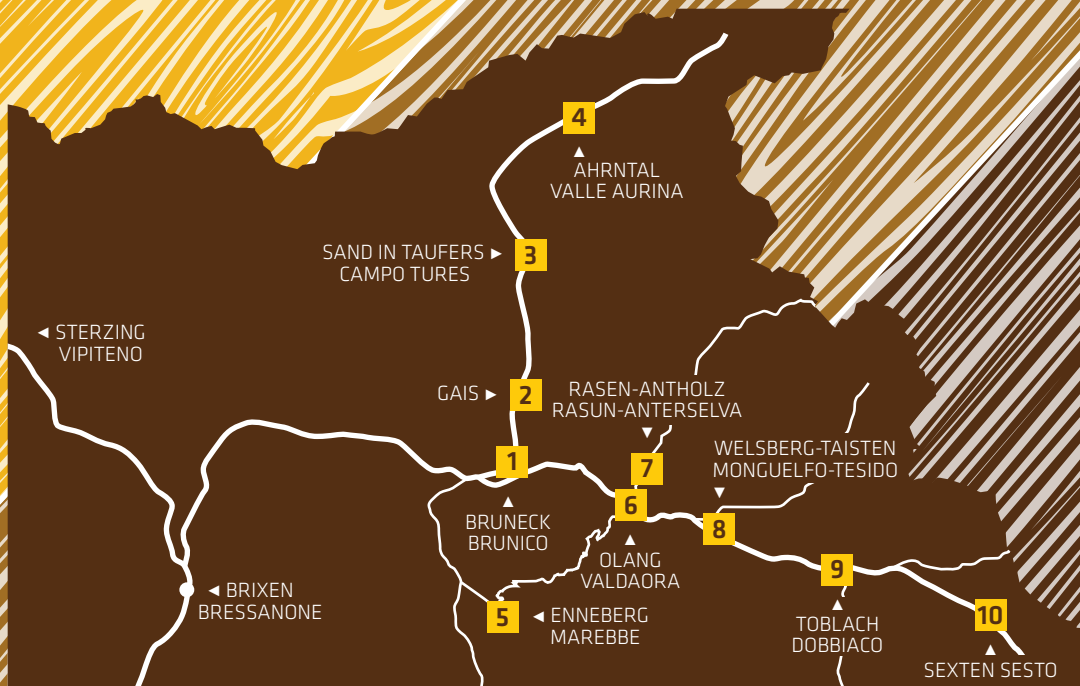 4
▲
AHRNTAL
VALLE AURINA
SAND IN TAUFERS ►
CAMPO TURES
3
◄ STERZING
VIPITENO
GAIS ►
2
RASEN-ANTHOLZ
RASUN-ANTERSELVA
▼
7
WELSBERG-TAISTEN
MONGUELFO-TESIDO
▼
8
1
▲
BRUNECK
BRUNICO
6
▲
OLANG
VALDAORA
◄ BRIXEN
BRESSANONE
5
◄ ENNEBERG
MAREBBE
9
▲
TOBLACH
DOBBIACO
10
▲
SEXTEN SESTO